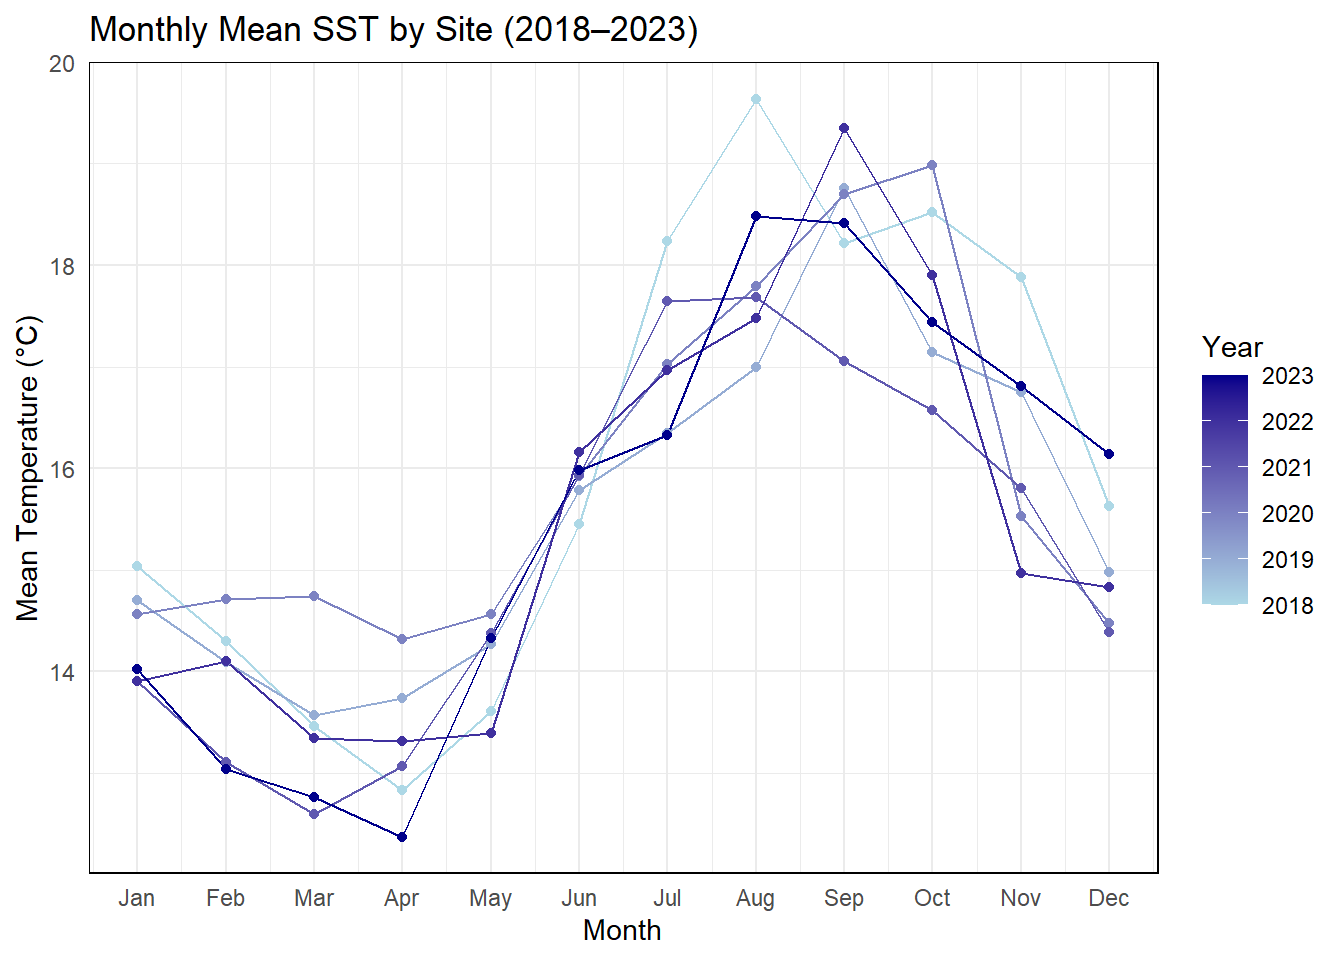 Monthly Mean SST by Site (2018–2023)
20
18
16
14
Mean Temperature (°C)
Jan Feb Mar Apr May Jun Jul Aug Sep Oct Nov Dec
Month
Year
2023
2022
2021
2020
2019
2018